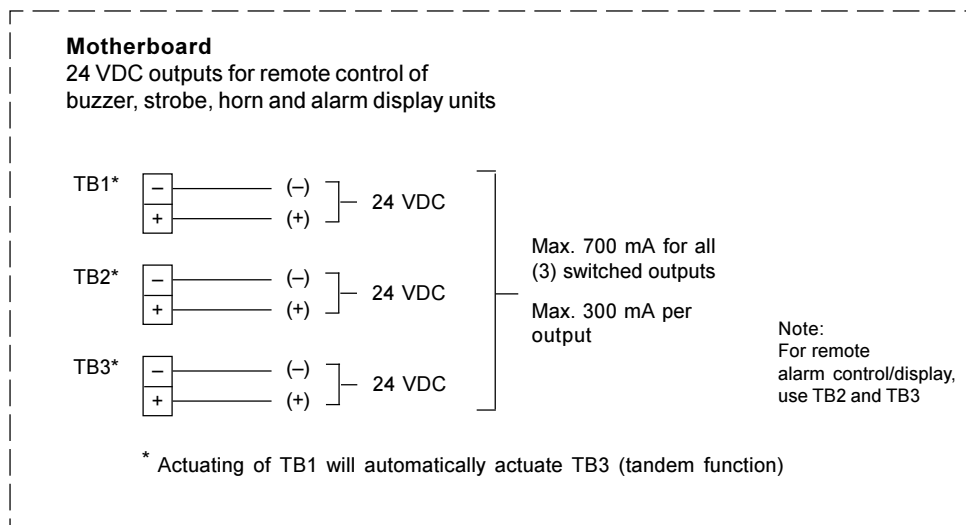 Motherboard
24 VDC outputs for remote control of
buzzer, strobe, horn and alarm display units
TB1*
–
(–)
+
(+)
24 VDC
TB2*
–
(–)
+
(+)
24 VDC
TB3*
–
(–)
+
(+)
24 VDC
Max. 700 mA for all
(3) switched outputs
Max. 300 mA per
output
Note:
For remote
alarm control/display,
use TB2 and TB3
* Actuating of TB1 will automatically actuate TB3 (tandem function)